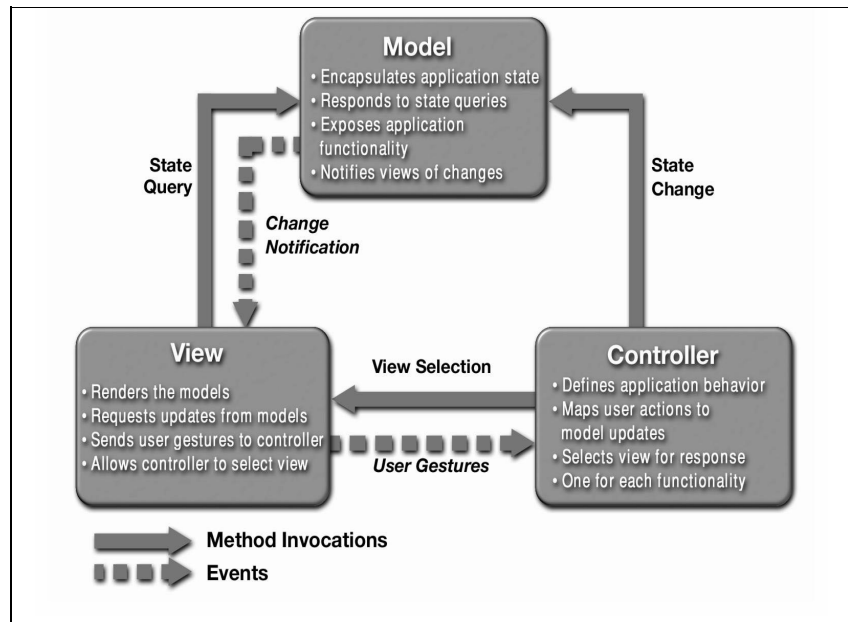 Model
• Encapsulates application state
• Responds to state queries
• Exposes application
functionality
• Notifies views of changes
State
Query
Change
Notification
State
Change
View
• Renders the models
• Requests updates from models
• Sends user gestures to controller
• Allows controller to select view
View Selection
User Gestures
Controller
• Defines application behavior
• Maps user actions to
model updates
• Selects view for response
• One for each functionality
Method Invocations
Events